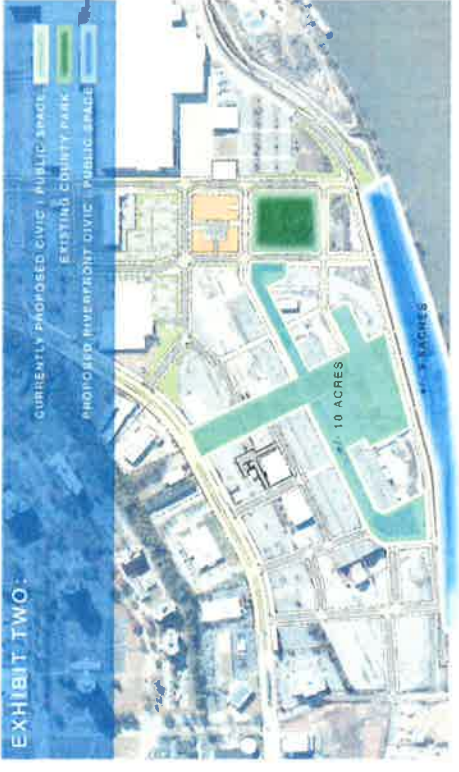 EXHIBIT TWO:
CURRENTLY PROPOSED CIVIC | PUBLIC SPACE
EXISTING COUNTY PARK
PROPOSED RIVERFRONT CIVIC | PUBLIC SPACE
10 ACRES
ACRES